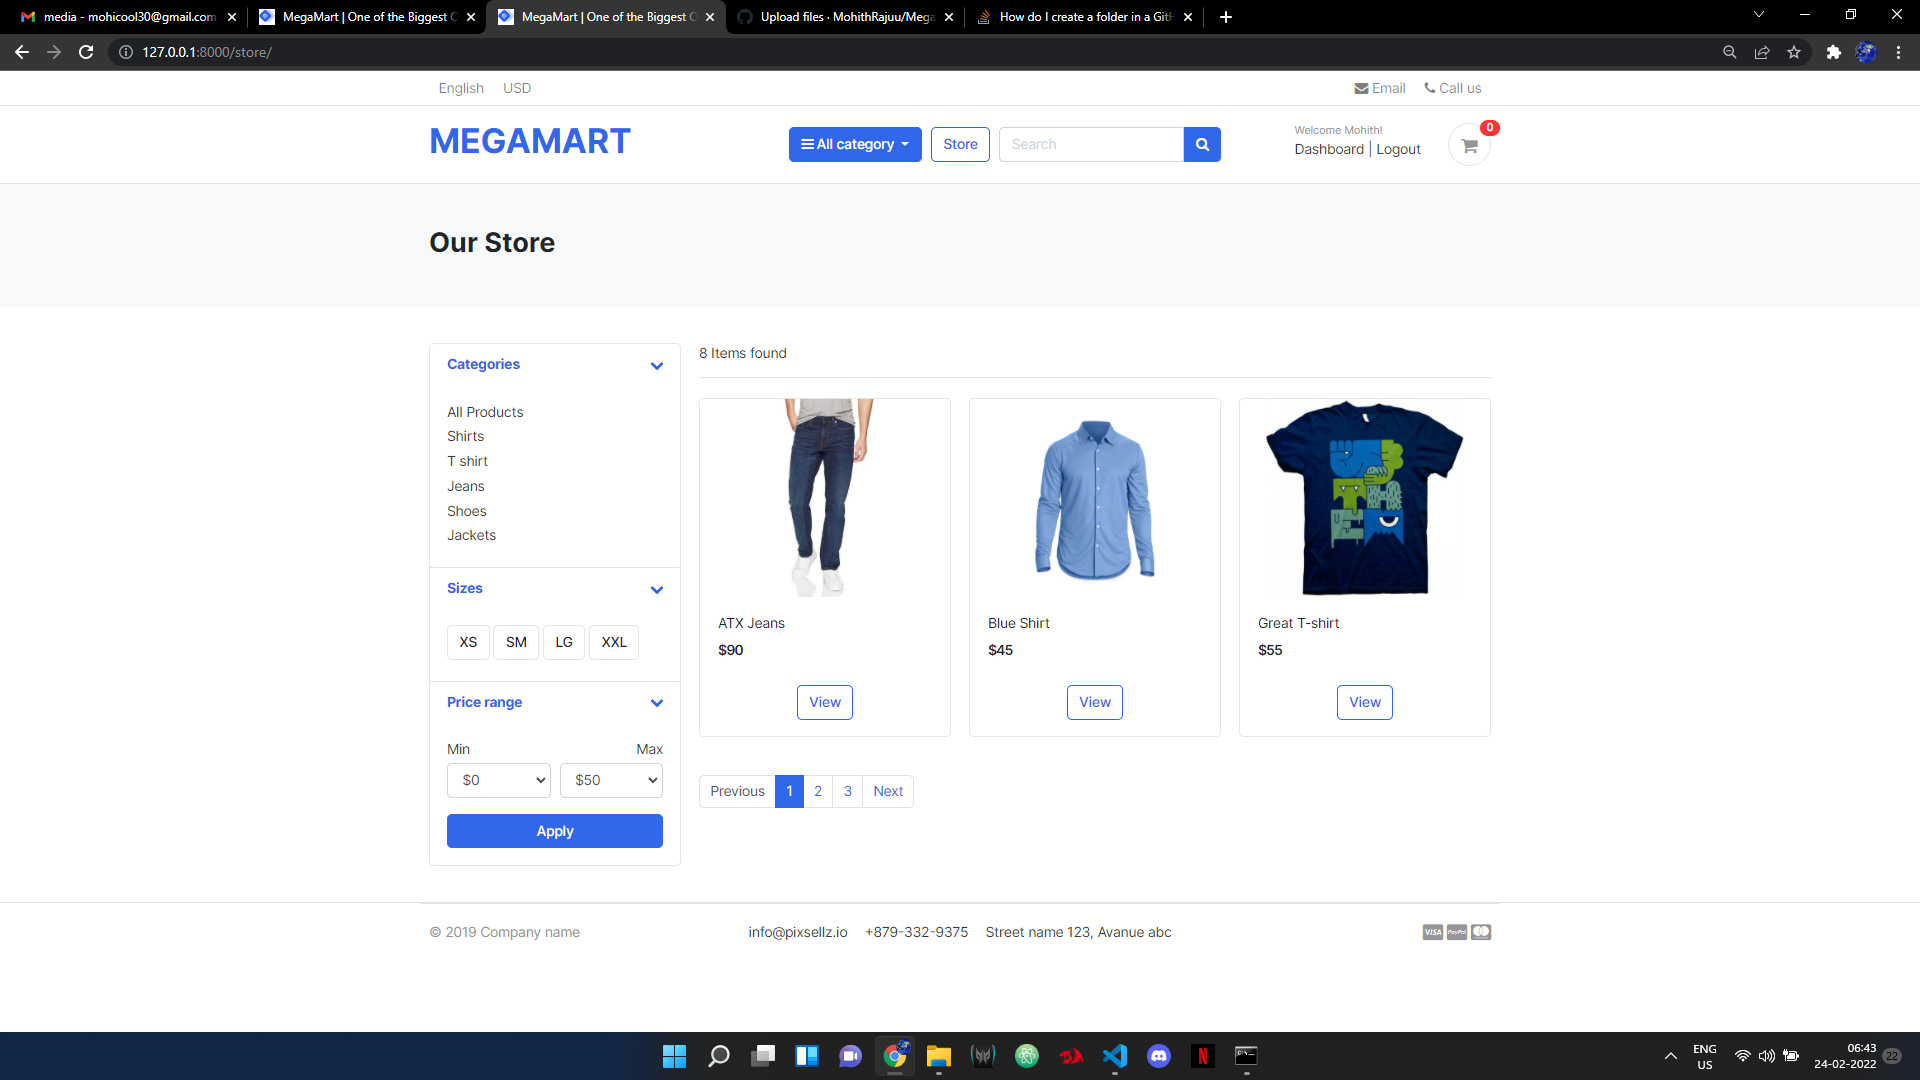 media - mohicool30@gmail.com
MegaMart | One of the Biggest O
MegaMart | One of the Biggest O
Upload files · MohithRajuu/Mega
How do I create a folder in a Gith
127.0.0.1:8000/store/
English USD
Email Call us
MEGAMART
All category
Store
Search
Welcome Mohith!
Dashboard | Logout
0
Our Store
Categories
All Products
Shirts
T shirt
Jeans
Shoes
Jackets
Sizes
XS SM LG XXL
Price range
Min Max
$0 $50
Apply
8 Items found
ATX Jeans
$90
View
Blue Shirt
$45
View
Great T-shirt
$55
View
Previous 1 2 3 Next
© 2019 Company name
info@pixsellz.io +879-332-9375 Street name 123, Avanue abc
VISA PayPal
N
ENG
US
06:43
24-02-2022
22